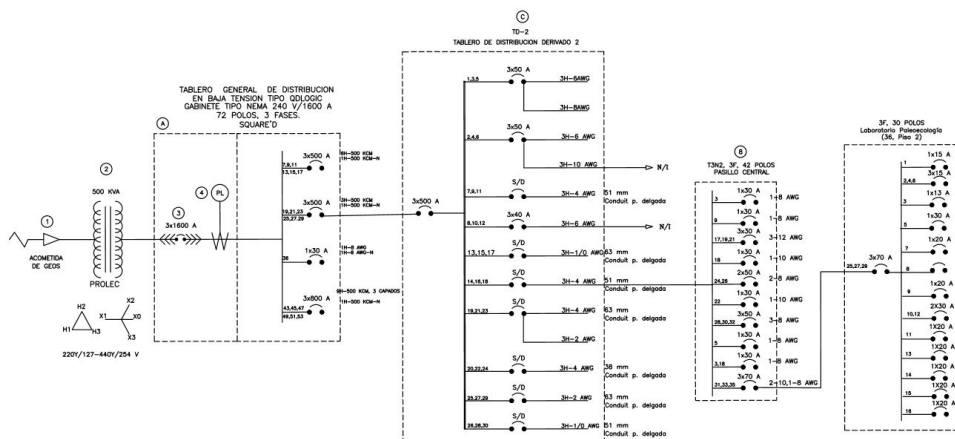 C
TD-2
TABLERO DE DISTRIBUCION DERIVADO 2
TABLERO GENERAL DE DISTRIBUCION
EN BAJA TENSION TIPO QDLOGIC
GABINETE TIPO NEMA 240 V/1600 A
72 POLOS, 3 FASES.
SQUARE'D
A
2
500 KVA
PROLEC
1
ACOMETIDA
DE GEOS
3
3x1600 A
4
PL
H2
H1
H3
X2
X1
X0
X3
220Y/127-440Y/254 V
3x500 A
7,9,11
13,15,17
6H-500 KCM
1H-500 KCM-N
3x500 A
19,21,23
25,27,29
3H-500 KCM
1H-500 KCM-N
1x30 A
36
1H-8 AWG
1H-8 AWG-N
3x800 A
43,45,47
49,51,53
9H-500 KCM, 3 CAPADOS
1H-500 KCM-N
3x500 A
1,3,5
3x50 A
3H-6AWG
3H-8AWG
2,4,6
3x50 A
3H-6 AWG
3H-10 AWG
N/I
7,9,11
S/D
3H-4 AWG
51 mm
Conduit p. delgada
8,10,12
3x40 A
3H-6 AWG
N/I
13,15,17
S/D
3H-1/0 AWG
63 mm
Conduit p. delgada
14,16,18
S/D
3H-4 AWG
51 mm
Conduit p. delgada
19,21,23
S/D
3H-4 AWG
63 mm
Conduit p. delgada
3H-2 AWG
20,22,24
S/D
3H-4 AWG
38 mm
Conduit p. delgada
25,27,29
S/D
3H-2 AWG
63 mm
Conduit p. delgada
26,28,30
S/D
3H-1/0 AWG
51 mm
Conduit p. delgada
B
T3N2, 3F, 42 POLOS
PASILLO CENTRAL
3
1x30 A
1-8 AWG
9
1x30 A
1-8 AWG
17,19,21
3x30 A
3-12 AWG
18
1x30 A
1-10 AWG
24,26
2x50 A
2-8 AWG
22
1x30 A
1-10 AWG
28,30,32
3x50 A
3-8 AWG
5
1x30 A
1-8 AWG
3,18
1x30 A
1-8 AWG
31,33,35
3x70 A
2-10,1-8 AWG
3F, 30 POLOS
Laboratorio Paleoecología
(36, Piso 2)
25,27,29
3x70 A
1
1x15 A
2,4,6
3x15 A
3
1x13 A
5
1x30 A
7
1x20 A
8
9
1x20 A
10,12
2X30 A
11
1X20 A
13
1X20 A
14
1X20 A
15
1X20 A
16
1X20 A